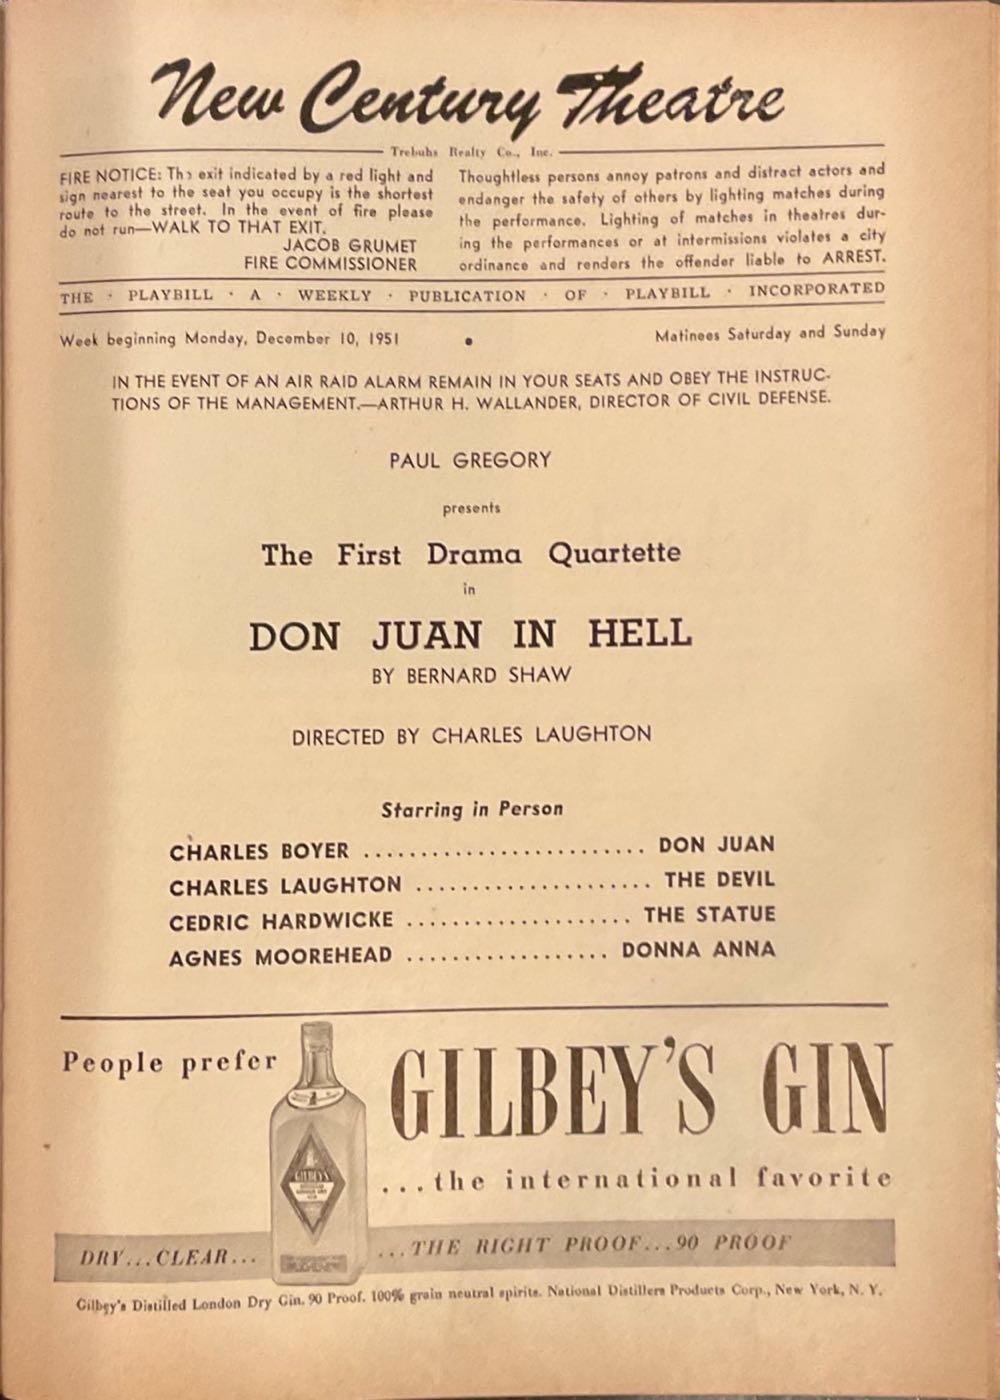 New Century Theatre
Trebuhs Realty Co., Inc.
FIRE NOTICE: The exit indicated by a red light and
sign nearest to the seat you occupy is the shortest
route to the street. In the event of fire please
do not run—WALK TO THAT EXIT.
JACOB GRUMET
FIRE COMMISSIONER
Thoughtless persons annoy patrons and distract actors and
endanger the safety of others by lighting matches during
the performance. Lighting of matches in theatres dur-
ing the performances or at intermissions violates a city
ordinance and renders the offender liable to ARREST.
THE · PLAYBILL · A · WEEKLY · PUBLICATION · OF · PLAYBILL · INCORPORATED
Week beginning Monday, December 10, 1951 • Matinees Saturday and Sunday
IN THE EVENT OF AN AIR RAID ALARM REMAIN IN YOUR SEATS AND OBEY THE INSTRUC-
TIONS OF THE MANAGEMENT.—ARTHUR H. WALLANDER, DIRECTOR OF CIVIL DEFENSE.
PAUL GREGORY
presents
The First Drama Quartette
in
DON JUAN IN HELL
BY BERNARD SHAW
DIRECTED BY CHARLES LAUGHTON
Starring in Person
CHARLES BOYER ........................ DON JUAN
CHARLES LAUGHTON .................... THE DEVIL
CEDRIC HARDWICKE ................... THE STATUE
AGNES MOOREHEAD .................. DONNA ANNA
People prefer
GILBEY'S GIN
...the international favorite
GILBEY'S
DRY...CLEAR... ...THE RIGHT PROOF...90 PROOF
Gilbey's Distilled London Dry Gin. 90 Proof. 100% grain neutral spirits. National Distillers Products Corp., New York, N. Y.